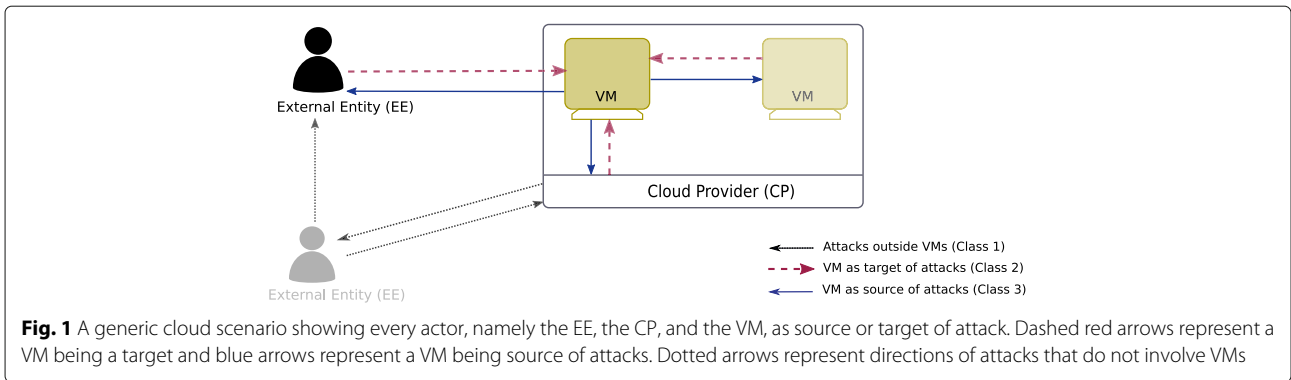 VM
VM
External Entity (EE)
Cloud Provider (CP)
External Entity (EE)
Attacks outside VMs (Class 1)
VM as target of attacks (Class 2)
VM as source of attacks (Class 3)
Fig. 1 A generic cloud scenario showing every actor, namely the EE, the CP, and the VM, as source or target of attack. Dashed red arrows represent a
VM being a target and blue arrows represent a VM being source of attacks. Dotted arrows represent directions of attacks that do not involve VMs